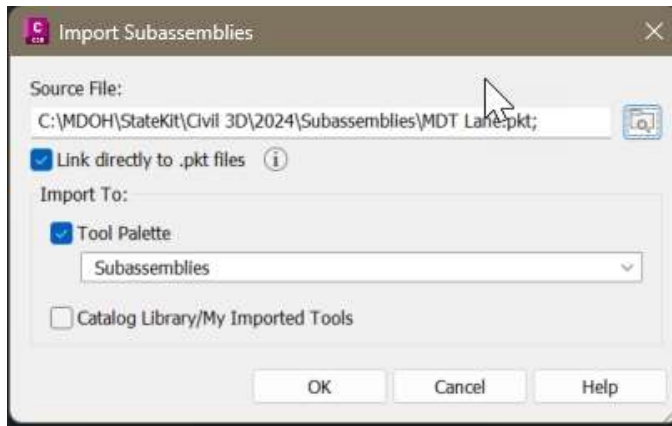 Import Subassemblies
Source File:
C:\MDOH\StateKit\Civil 3D\2024\Subassemblies\MDT Lane.pkt;
Link directly to .pkt files
Import To:
Tool Palette
Subassemblies
Catalog Library/My Imported Tools
OK Cancel Help